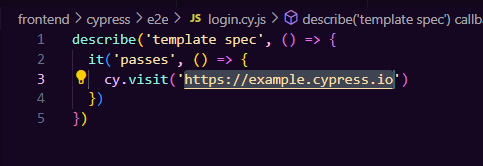 frontend > cypress > e2e > JS login.cy.js > describe('template spec') callba
1 describe('template spec', () => {
2   it('passes', () => {
3     cy.visit('https://example.cypress.io')
4   })
5 })